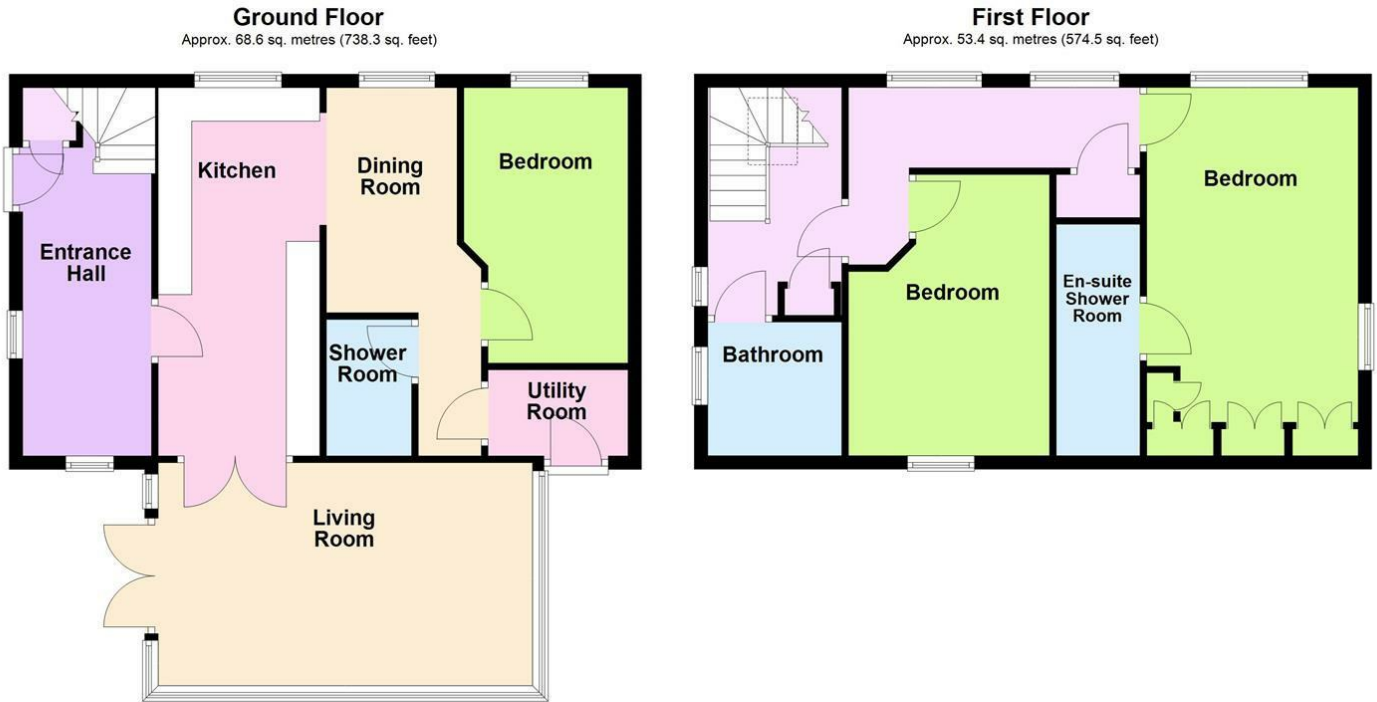 Ground Floor
Approx. 68.6 sq. metres (738.3 sq. feet)
Kitchen
Dining
Room
Bedroom
Entrance
Hall
Shower
Room
Utility
Room
Living
Room
First Floor
Approx. 53.4 sq. metres (574.5 sq. feet)
Bedroom
Bedroom
En-suite
Shower
Room
Bathroom